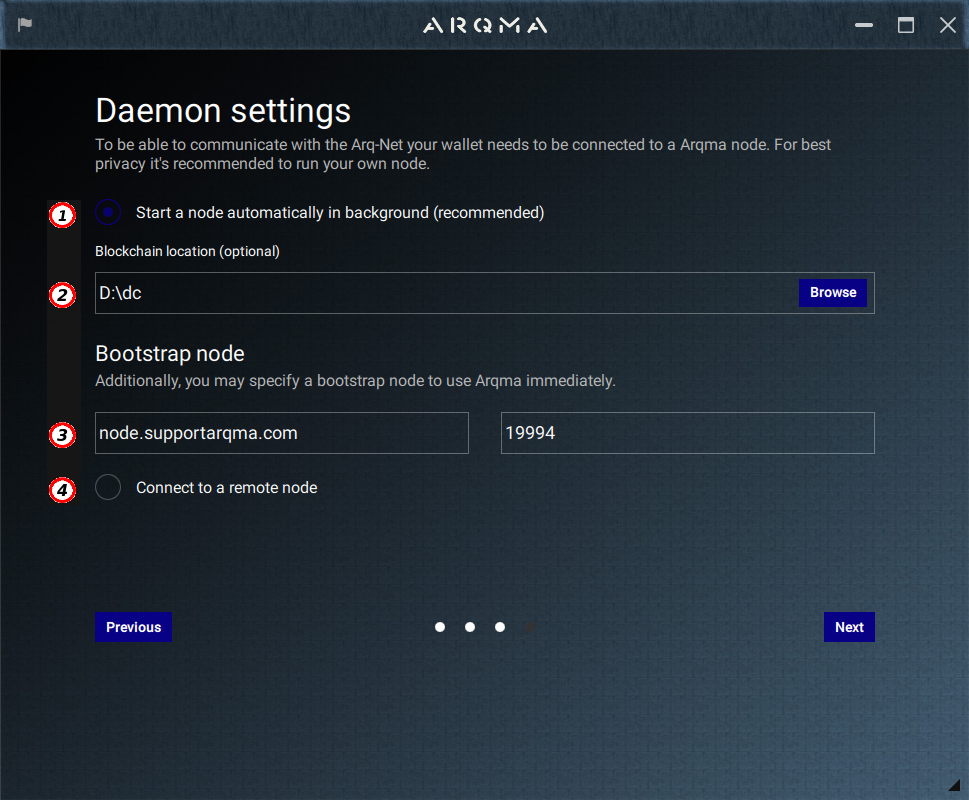 ARQMA
Daemon settings
To be able to communicate with the Arq-Net your wallet needs to be connected to a Arqma node. For best
privacy it's recommended to run your own node.
1 Start a node automatically in background (recommended)
Blockchain location (optional)
2 D:\dc Browse
Bootstrap node
Additionally, you may specify a bootstrap node to use Arqma immediately.
3 node.supportarqma.com 19994
4 Connect to a remote node
Previous Next